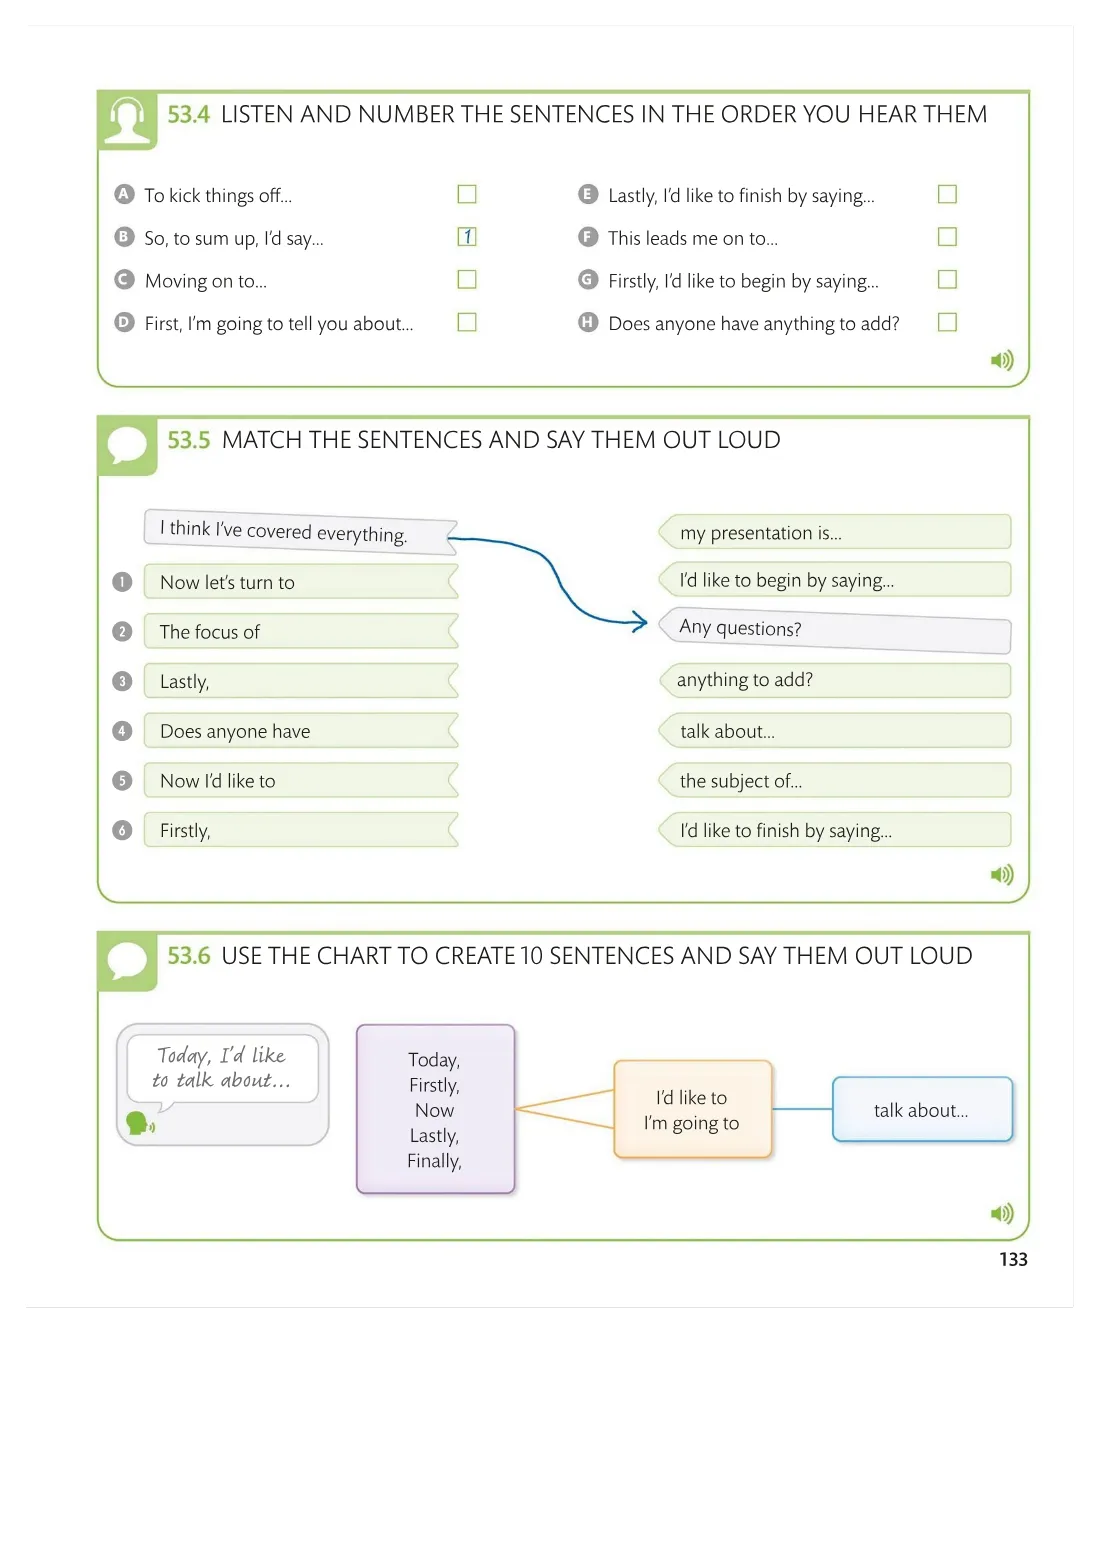 53.4 LISTEN AND NUMBER THE SENTENCES IN THE ORDER YOU HEAR THEM
A To kick things off...
B So, to sum up, I'd say... 1
C Moving on to...
D First, I'm going to tell you about...
E Lastly, I'd like to finish by saying...
F This leads me on to...
G Firstly, I'd like to begin by saying...
H Does anyone have anything to add?
53.5 MATCH THE SENTENCES AND SAY THEM OUT LOUD
I think I've covered everything.
1 Now let's turn to
2 The focus of
3 Lastly,
4 Does anyone have
5 Now I'd like to
6 Firstly,
my presentation is...
I'd like to begin by saying...
Any questions?
anything to add?
talk about...
the subject of...
I'd like to finish by saying...
53.6 USE THE CHART TO CREATE 10 SENTENCES AND SAY THEM OUT LOUD
Today, I'd like
to talk about...
Today,
Firstly,
Now
Lastly,
Finally,
I'd like to
I'm going to
talk about...
133